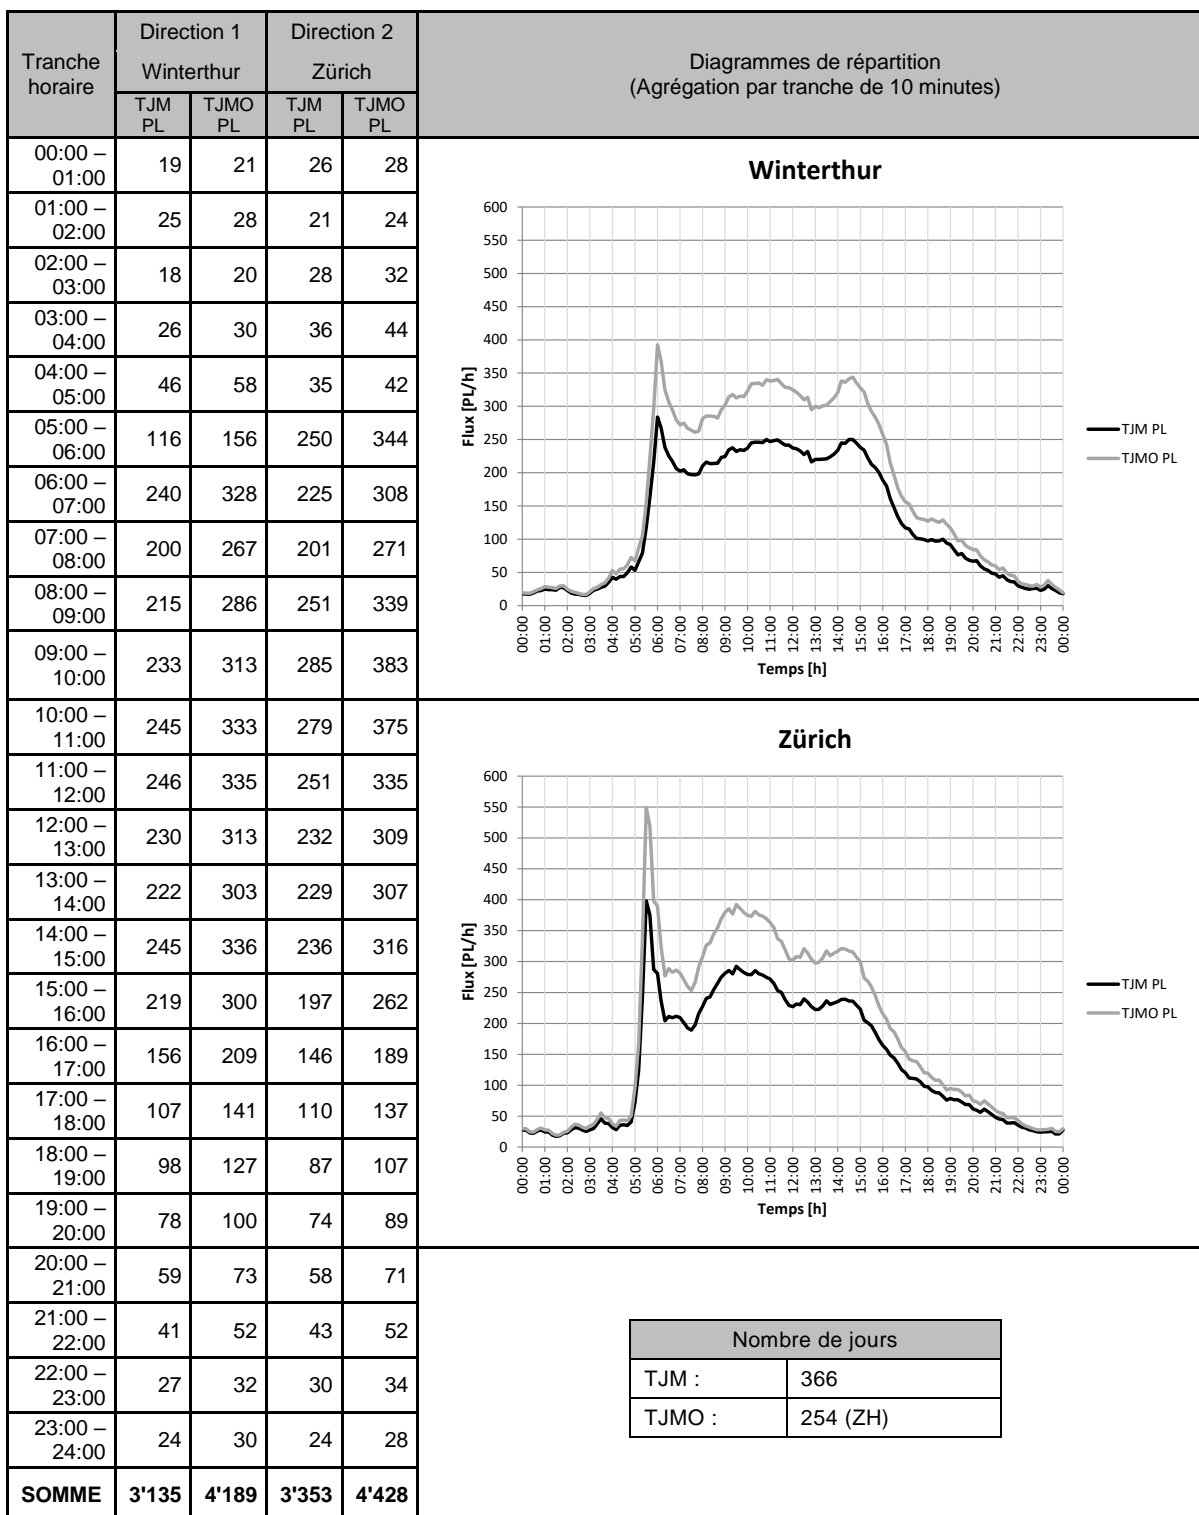 Tranche horaire
Direction 1
Winterthur
Direction 2
Zürich
TJM PL
TJMO PL
TJM PL
TJMO PL
Diagrammes de répartition
(Agrégation par tranche de 10 minutes)
00:00 – 01:00 19 21 26 28
01:00 – 02:00 25 28 21 24
02:00 – 03:00 18 20 28 32
03:00 – 04:00 26 30 36 44
04:00 – 05:00 46 58 35 42
05:00 – 06:00 116 156 250 344
06:00 – 07:00 240 328 225 308
07:00 – 08:00 200 267 201 271
08:00 – 09:00 215 286 251 339
09:00 – 10:00 233 313 285 383
10:00 – 11:00 245 333 279 375
11:00 – 12:00 246 335 251 335
12:00 – 13:00 230 313 232 309
13:00 – 14:00 222 303 229 307
14:00 – 15:00 245 336 236 316
15:00 – 16:00 219 300 197 262
16:00 – 17:00 156 209 146 189
17:00 – 18:00 107 141 110 137
18:00 – 19:00 98 127 87 107
19:00 – 20:00 78 100 74 89
20:00 – 21:00 59 73 58 71
21:00 – 22:00 41 52 43 52
22:00 – 23:00 27 32 30 34
23:00 – 24:00 24 30 24 28
SOMME 3'135 4'189 3'353 4'428
Winterthur
600
550
500
450
400
350
300
250
200
150
100
50
0
Flux [PL/h]
00:00 01:00 02:00 03:00 04:00 05:00 06:00 07:00 08:00 09:00 10:00 11:00 12:00 13:00 14:00 15:00 16:00 17:00 18:00 19:00 20:00 21:00 22:00 23:00 00:00
Temps [h]
TJM PL
TJMO PL
Zürich
600
550
500
450
400
350
300
250
200
150
100
50
0
Flux [PL/h]
00:00 01:00 02:00 03:00 04:00 05:00 06:00 07:00 08:00 09:00 10:00 11:00 12:00 13:00 14:00 15:00 16:00 17:00 18:00 19:00 20:00 21:00 22:00 23:00 00:00
Temps [h]
TJM PL
TJMO PL
Nombre de jours
TJM : 366
TJMO : 254 (ZH)